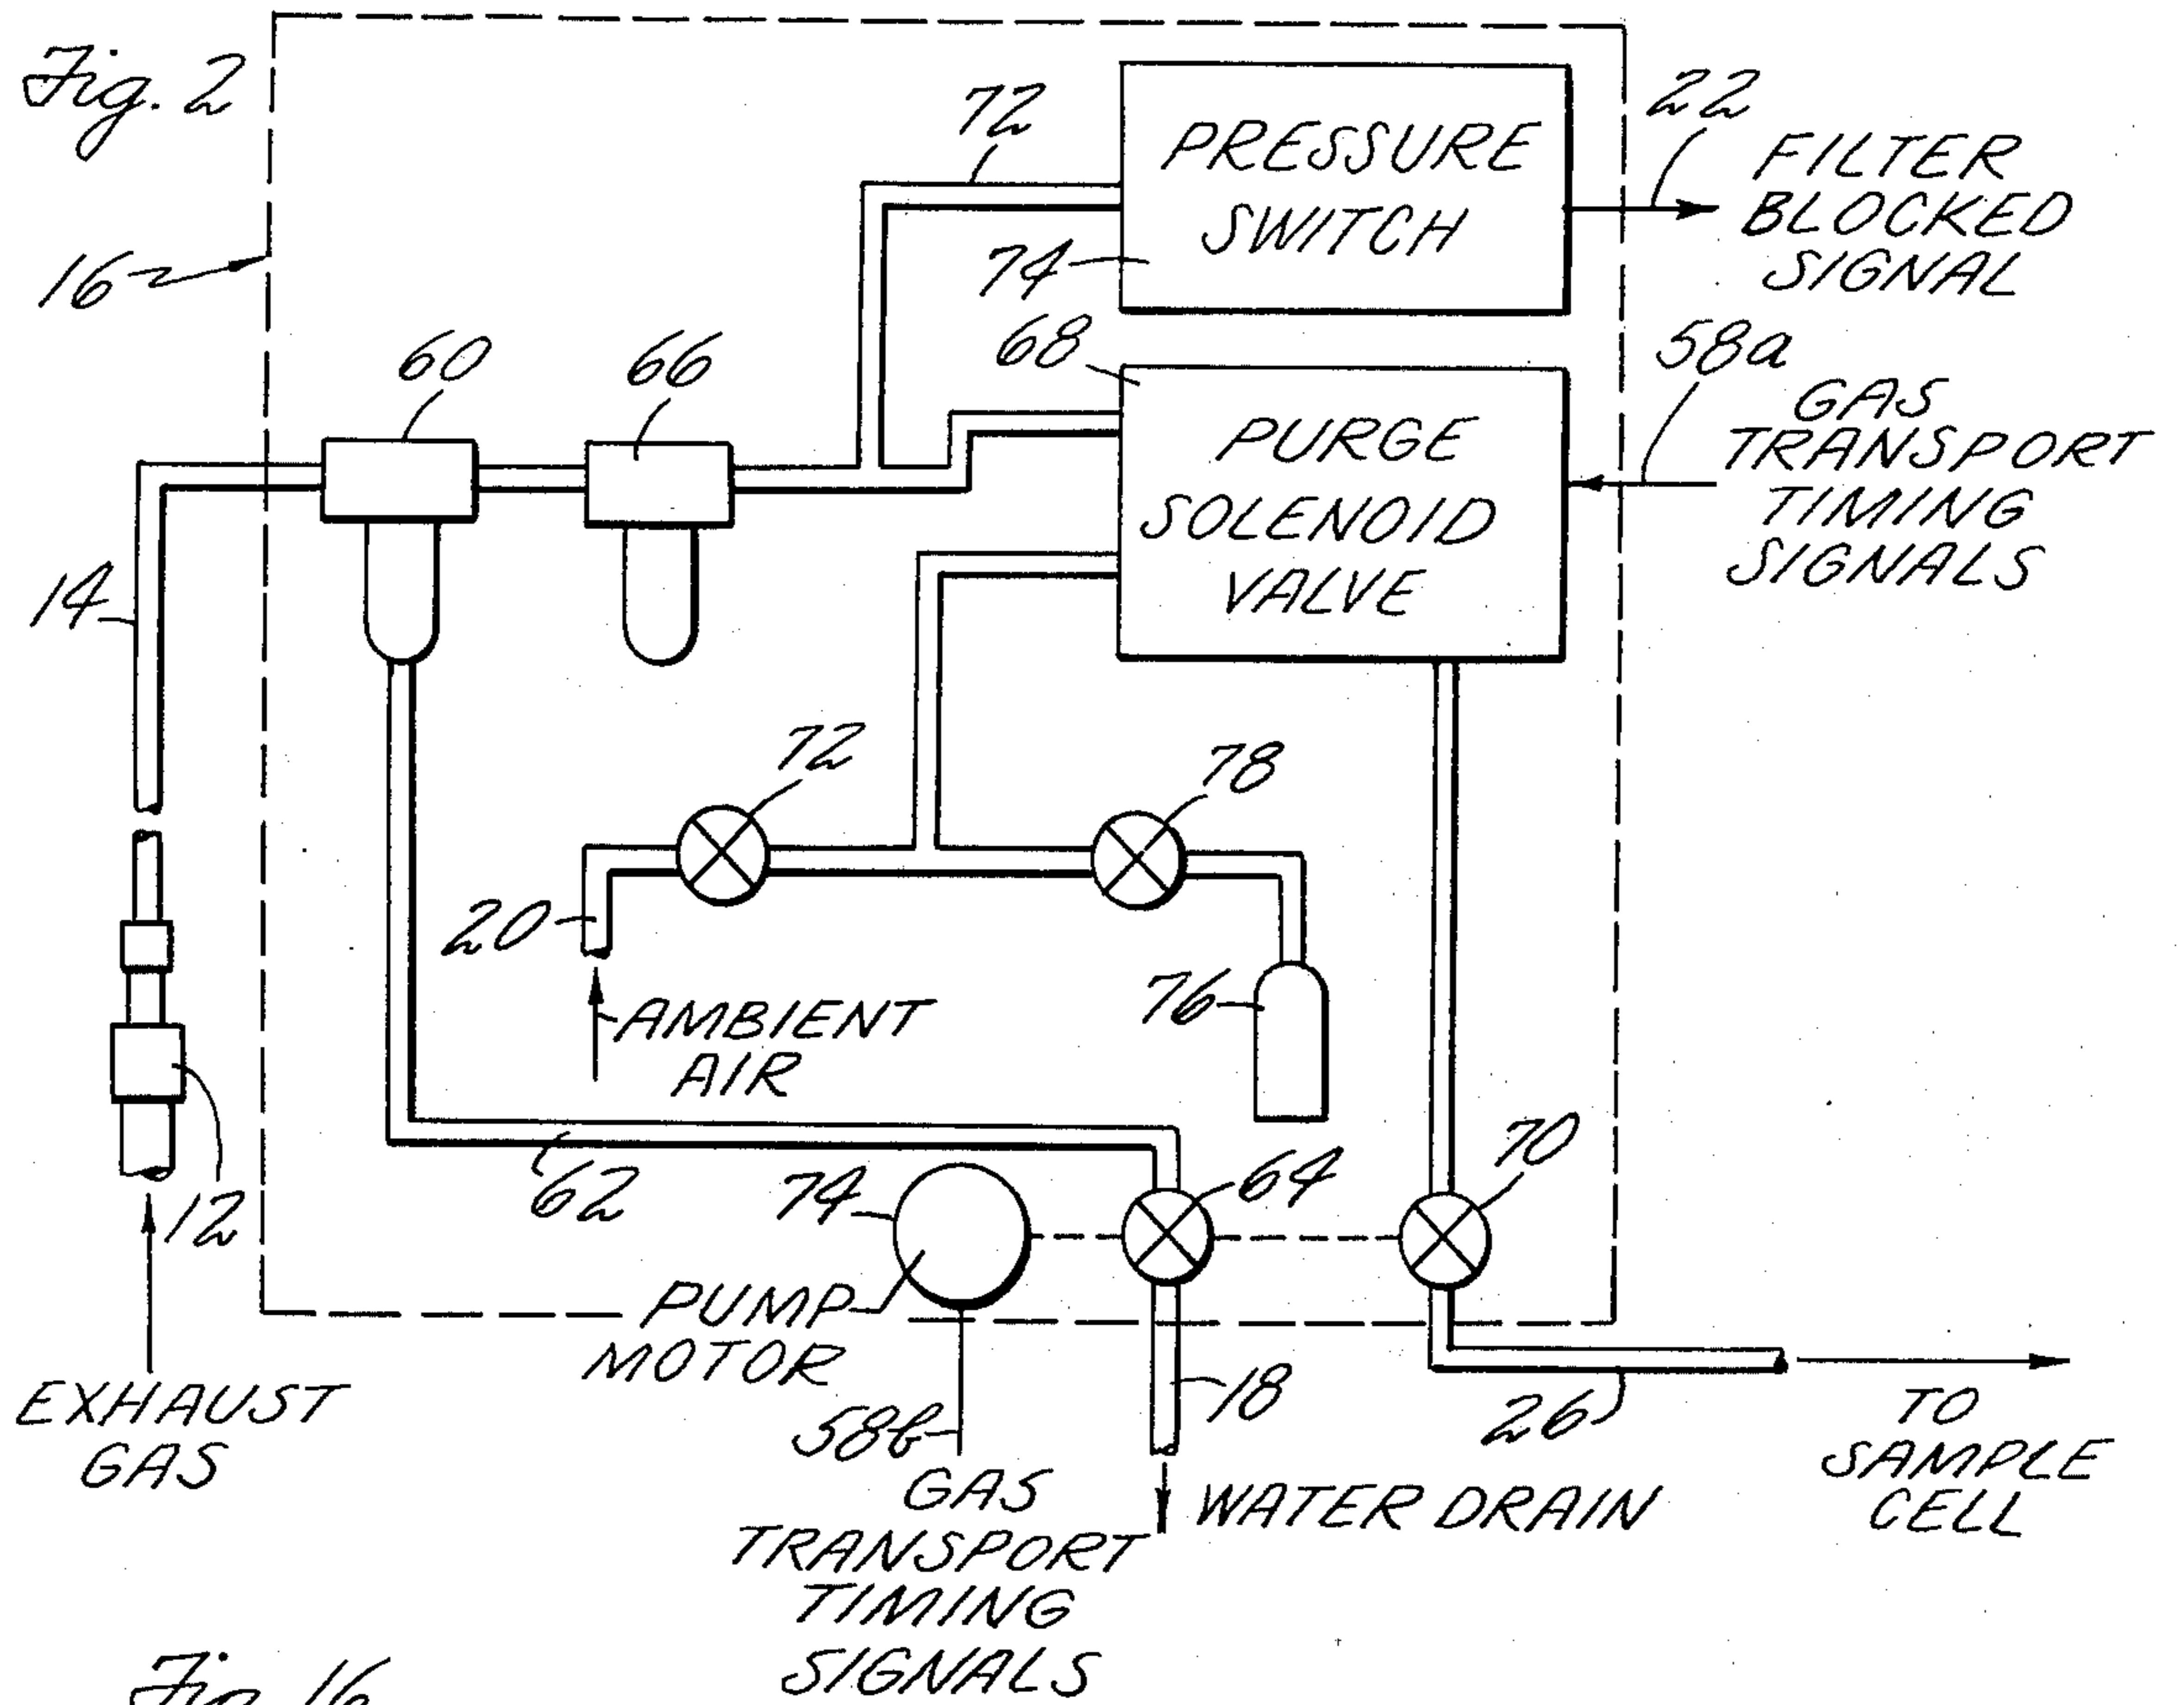 Fig. 2
72
PRESSURE
SWITCH
74
22
FILTER
BLOCKED
SIGNAL
16
60
66
68
PURGE
SOLENOID
VALVE
58a
GAS
TRANSPORT
TIMING
SIGNALS
14
72
78
20
AMBIENT
AIR
76
12
62
74
64
70
PUMP
MOTOR
EXHAUST
GAS
58b
GAS
TRANSPORT
TIMING
SIGNALS
18
WATER DRAIN
26
TO
SAMPLE
CELL
Fig. 16